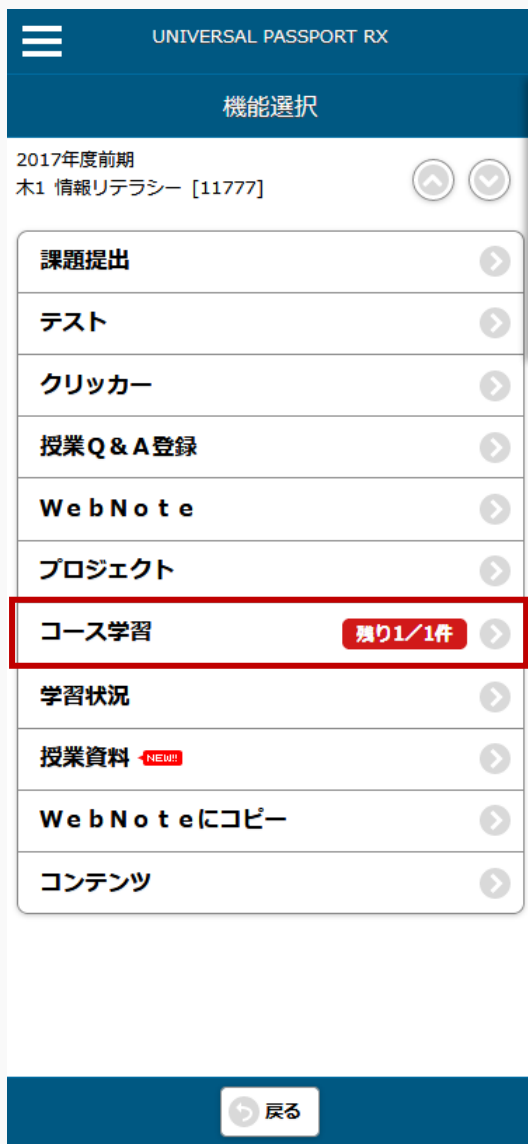 UNIVERSAL PASSPORT RX
機能選択
2017年度前期
木1 情報リテラシー [11777]
課題提出
テスト
クリッカー
授業Q&A登録
WebNote
プロジェクト
コース学習 残り1/1件
学習状況
授業資料 NEW!!
WebNoteにコピー
コンテンツ
戻る